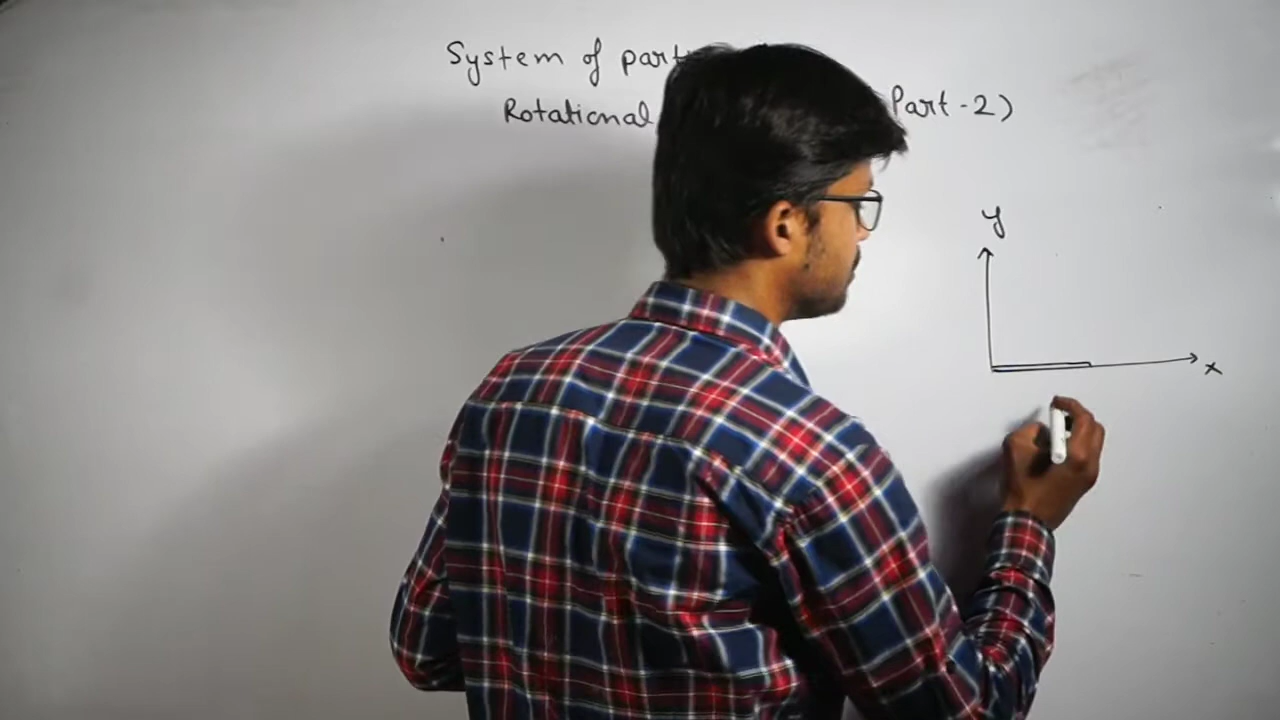 System of part
Rotational Part - 2)
y
x